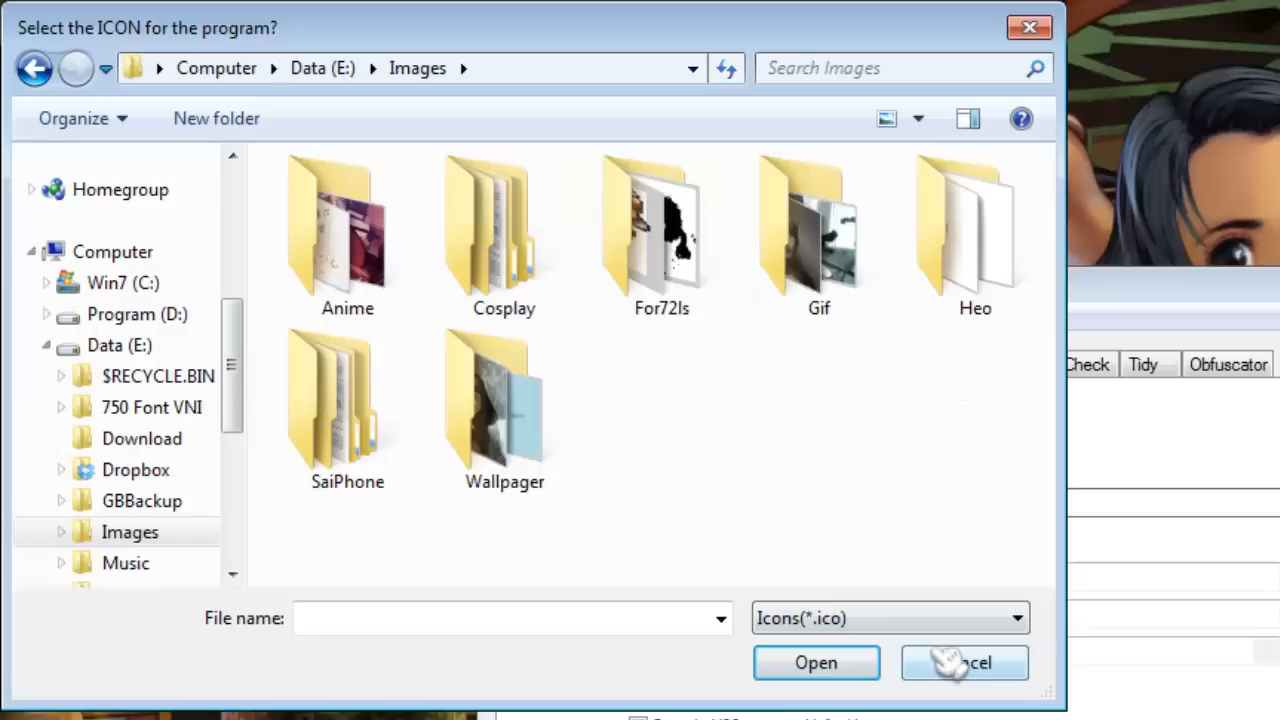 Select the ICON for the program?
Computer Data (E:) Images
Search Images
Organize New folder
Homegroup
Computer
Win7 (C:)
Program (D:)
Data (E:)
$RECYCLE.BIN
750 Font VNI
Download
Dropbox
GBBackup
Images
Music
Anime Cosplay For72ls Gif Heo
SaiPhone Wallpager
File name:
Icons(*.ico)
Open
Check Tidy Obfuscator